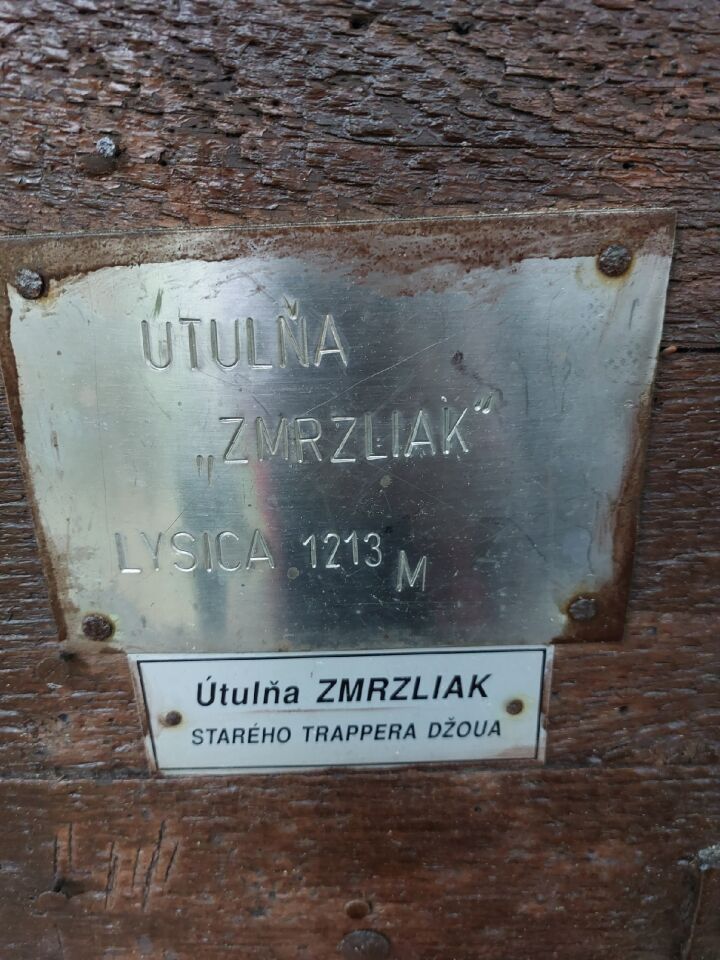 ÚTULŇA
„ZMRZLIAK“
LYSICA 1213 M
Útulňa ZMRZLIAK
STARÉHO TRAPPERA DŽOUA